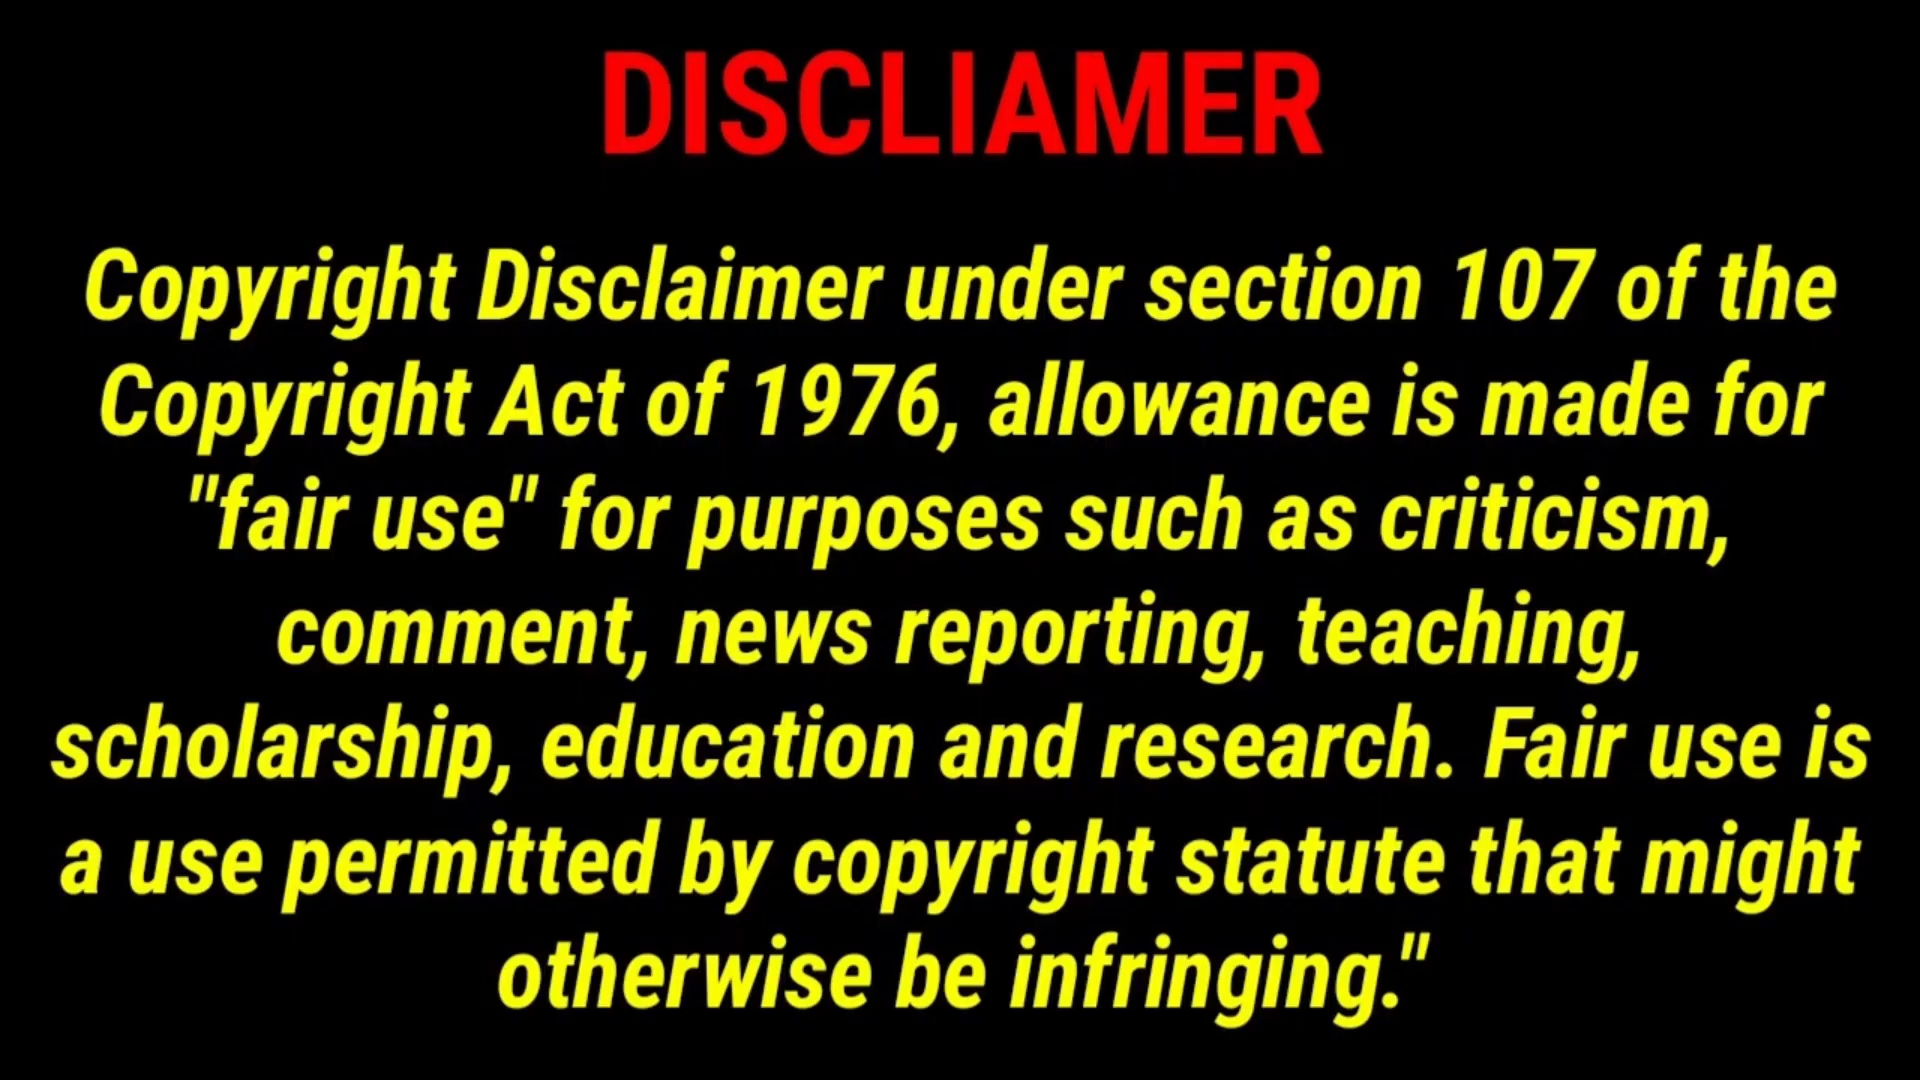 DISCLIAMER
Copyright Disclaimer under section 107 of the
Copyright Act of 1976, allowance is made for
"fair use" for purposes such as criticism,
comment, news reporting, teaching,
scholarship, education and research. Fair use is
a use permitted by copyright statute that might
otherwise be infringing."